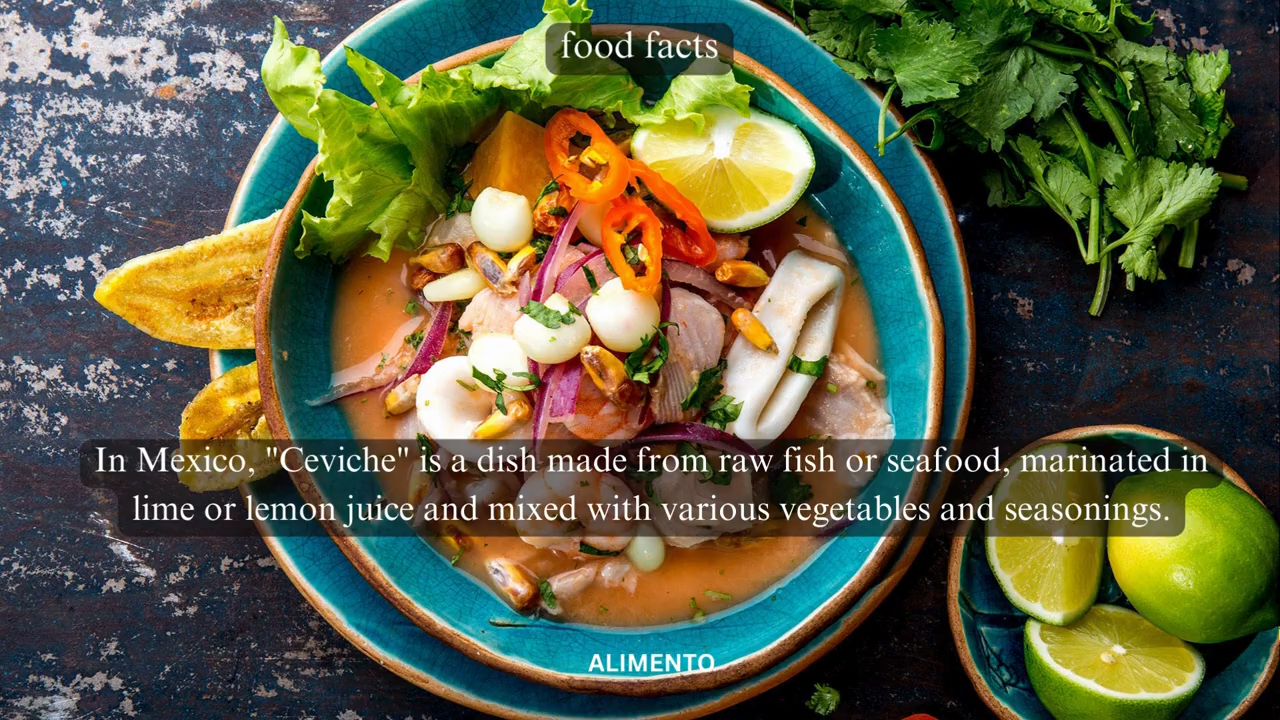 food facts
In Mexico, "Ceviche" is a dish made from raw fish or seafood, marinated in
lime or lemon juice and mixed with various vegetables and seasonings.
ALIMENTO